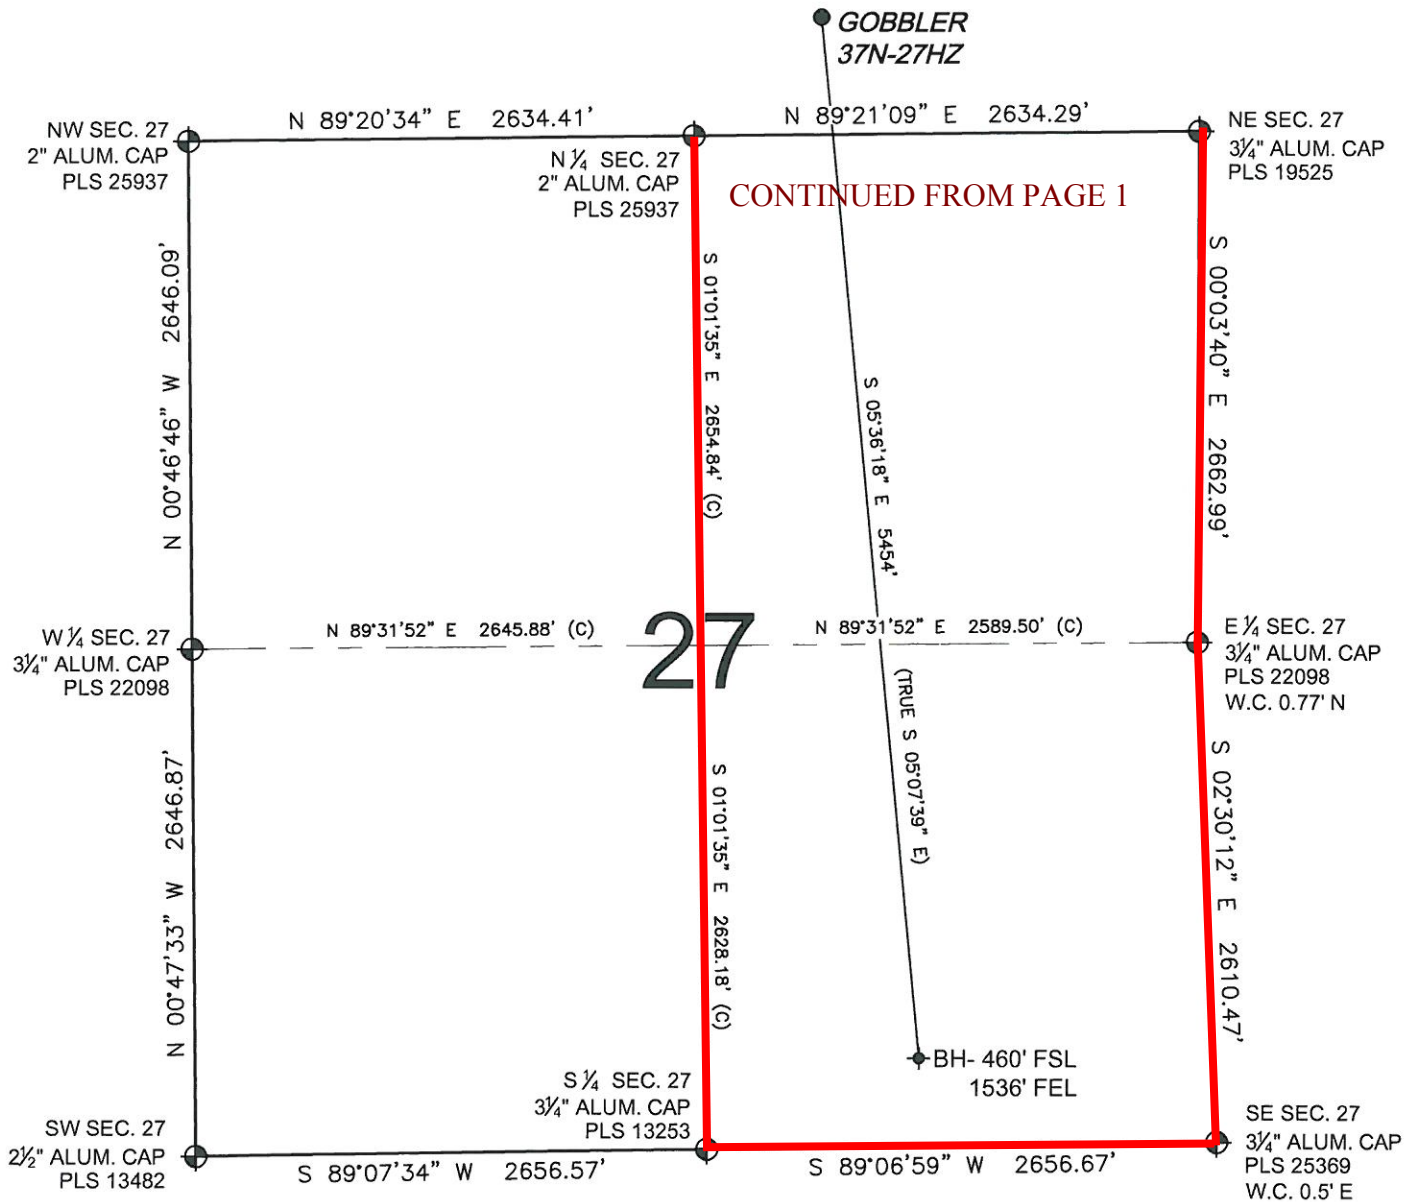 GOBBLER
37N-27HZ
N 89°20'34" E 2634.41'
N 89°21'09" E 2634.29'
NW SEC. 27
2" ALUM. CAP
PLS 25937
N ¼ SEC. 27
2" ALUM. CAP
PLS 25937
NE SEC. 27
3¼" ALUM. CAP
PLS 19525
CONTINUED FROM PAGE 1
N 00°46'46" W 2646.09'
S 01°01'35" E 2654.84' (C)
S 05°36'18" E 5454'
S 00°03'40" E 2662.99'
W ¼ SEC. 27
3¼" ALUM. CAP
PLS 22098
N 89°31'52" E 2645.88' (C)
27
N 89°31'52" E 2589.50' (C)
E ¼ SEC. 27
3¼" ALUM. CAP
PLS 22098
W.C. 0.77' N
(TRUE S 05°07'39" E)
N 00°47'33" W 2646.87'
S 01°01'35" E 2628.18' (C)
S 02°30'12" E 2610.47'
BH- 460' FSL
1536' FEL
S ¼ SEC. 27
3¼" ALUM. CAP
PLS 13253
SW SEC. 27
2½" ALUM. CAP
PLS 13482
S 89°07'34" W 2656.57'
S 89°06'59" W 2656.67'
SE SEC. 27
3¼" ALUM. CAP
PLS 25369
W.C. 0.5' E